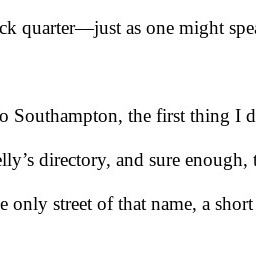 ck quarter—just as one might spea
o Southampton, the first thing I d
elly’s directory, and sure enough, t
e only street of that name, a short